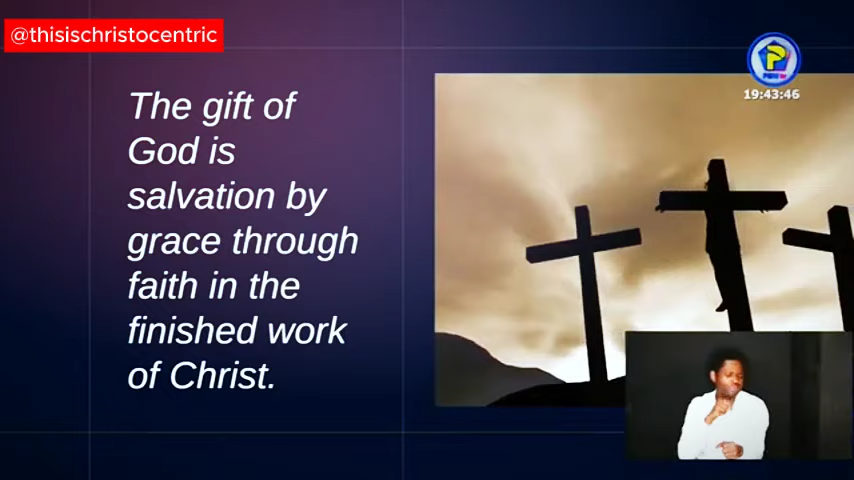 @thisischristocentric
19:43:46
The gift of
God is
salvation by
grace through
faith in the
finished work
of Christ.